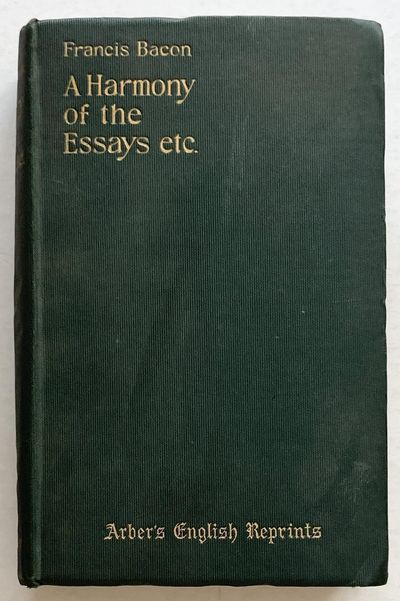 Francis Bacon
A Harmony
of the
Essays etc.
Arber's English Reprints